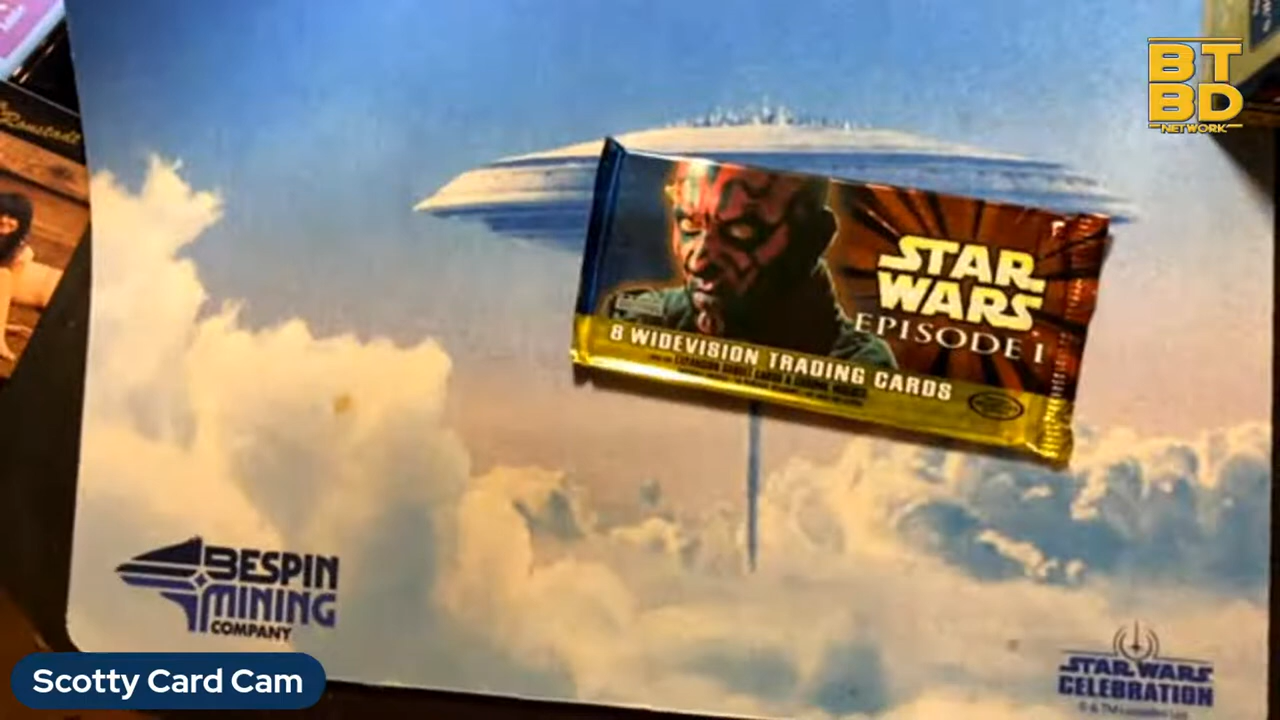 BT
BD
NETWORK
Ronstadt
STAR
WARS
EPISODE I
8 WIDEVISION TRADING CARDS
BESPIN
MINING
COMPANY
STAR WARS
CELEBRATION
Scotty Card Cam